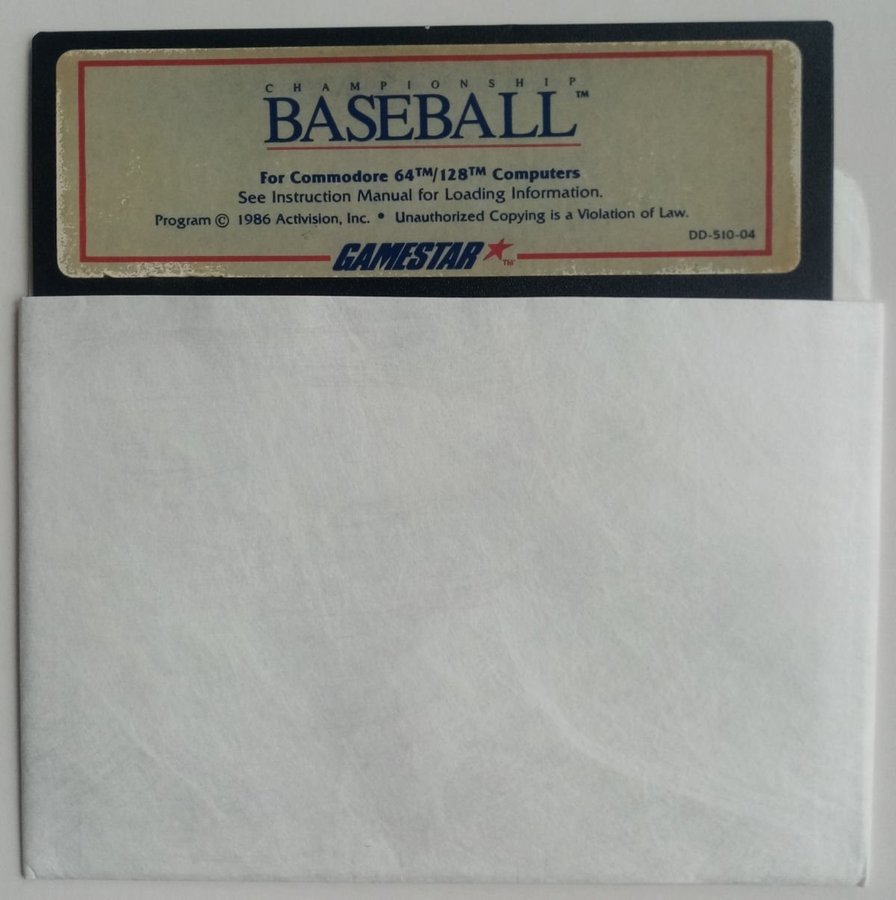 CHAMPIONSHIP
BASEBALL™
For Commodore 64™/128™ Computers
See Instruction Manual for Loading Information.
Program © 1986 Activision, Inc. • Unauthorized Copying is a Violation of Law.
DD-510-04
GAMESTAR™